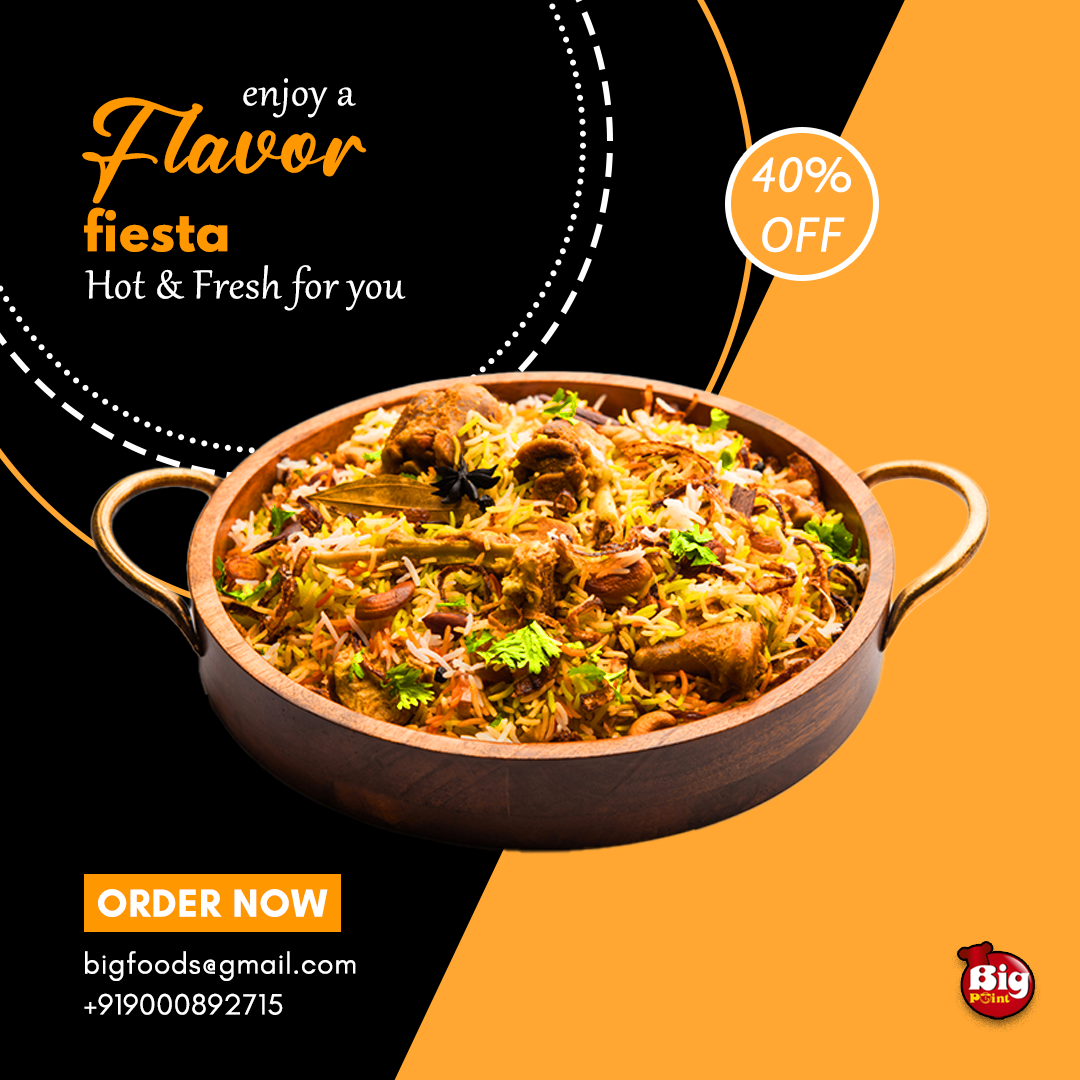 enjoy a
Flavor
fiesta
Hot & Fresh for you
40%
OFF
ORDER NOW
bigfoods@gmail.com
+919000892715
Big
Point